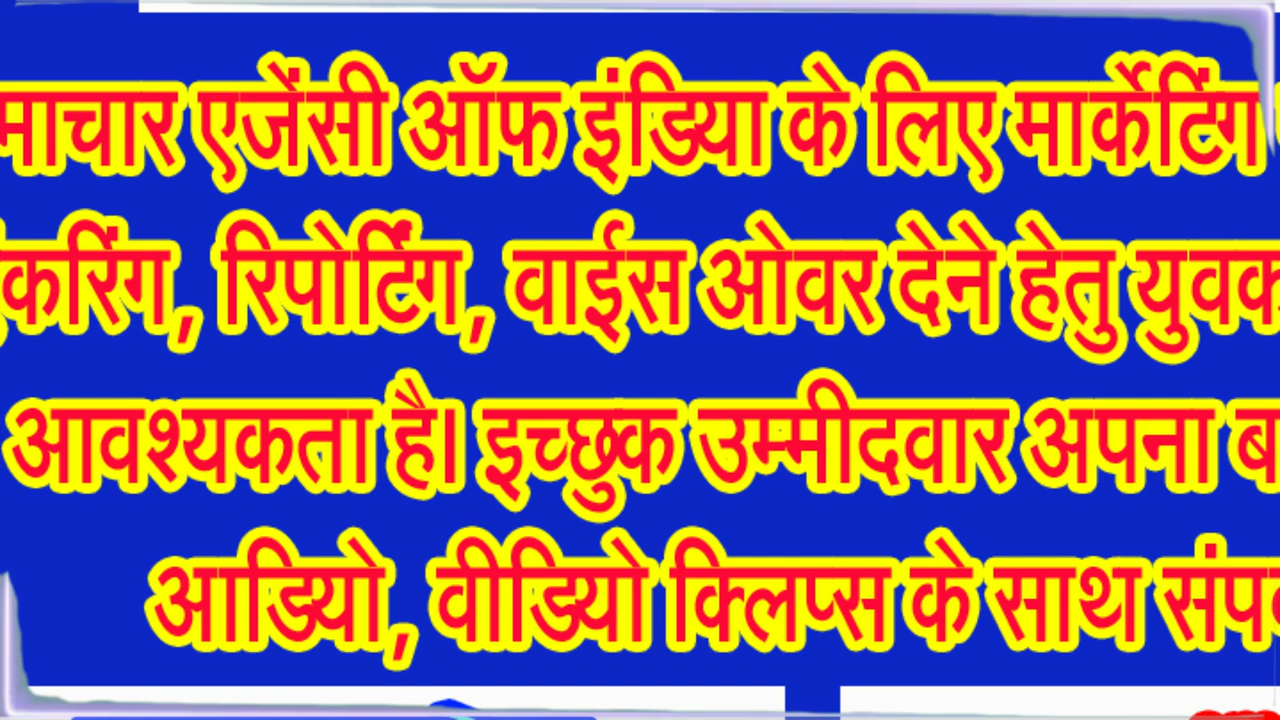 माचार एजेंसी ऑफ इंडिया के लिए मार्केटिंग
करिंग, रिपोर्टिंग, वाईस ओवर देने हेतु युवक
आवश्यकता है। इच्छुक उम्मीदवार अपना
आडियो, वीडियो क्लिप्स के साथ